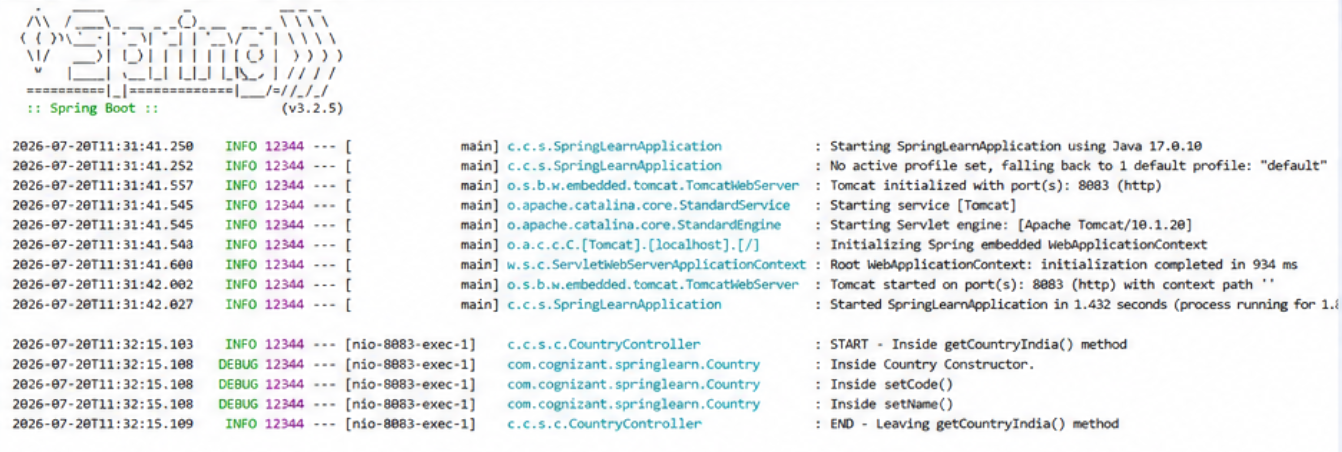 :: Spring Boot ::                (v3.2.5)
2026-07-20T11:31:41.250    INFO 12344 --- [                main] c.c.s.SpringLearnApplication             : Starting SpringLearnApplication using Java 17.0.10
2026-07-20T11:31:41.252    INFO 12344 --- [                main] c.c.s.SpringLearnApplication             : No active profile set, falling back to 1 default profile: "default"
2026-07-20T11:31:41.557    INFO 12344 --- [                main] o.s.b.w.embedded.tomcat.TomcatWebServer  : Tomcat initialized with port(s): 8083 (http)
2026-07-20T11:31:41.545    INFO 12344 --- [                main] o.apache.catalina.core.StandardService   : Starting service [Tomcat]
2026-07-20T11:31:41.545    INFO 12344 --- [                main] o.apache.catalina.core.StandardEngine    : Starting Servlet engine: [Apache Tomcat/10.1.20]
2026-07-20T11:31:41.543    INFO 12344 --- [                main] o.a.c.c.C.[Tomcat].[localhost].[/]       : Initializing Spring embedded WebApplicationContext
2026-07-20T11:31:41.600    INFO 12344 --- [                main] w.s.c.ServletWebServerApplicationContext : Root WebApplicationContext: initialization completed in 934 ms
2026-07-20T11:31:42.002    INFO 12344 --- [                main] o.s.b.w.embedded.tomcat.TomcatWebServer  : Tomcat started on port(s): 8083 (http) with context path ''
2026-07-20T11:31:42.027    INFO 12344 --- [                main] c.c.s.SpringLearnApplication             : Started SpringLearnApplication in 1.432 seconds (process running for
2026-07-20T11:32:15.103    INFO 12344 --- [nio-8083-exec-1]    c.c.s.c.CountryController                : START - Inside getCountryIndia() method
2026-07-20T11:32:15.108   DEBUG 12344 --- [nio-8083-exec-1]    com.cognizant.springlearn.Country        : Inside Country Constructor.
2026-07-20T11:32:15.108   DEBUG 12344 --- [nio-8083-exec-1]    com.cognizant.springlearn.Country        : Inside setCode()
2026-07-20T11:32:15.108   DEBUG 12344 --- [nio-8083-exec-1]    com.cognizant.springlearn.Country        : Inside setName()
2026-07-20T11:32:15.109    INFO 12344 --- [nio-8083-exec-1]    c.c.s.c.CountryController                : END - Leaving getCountryIndia() method